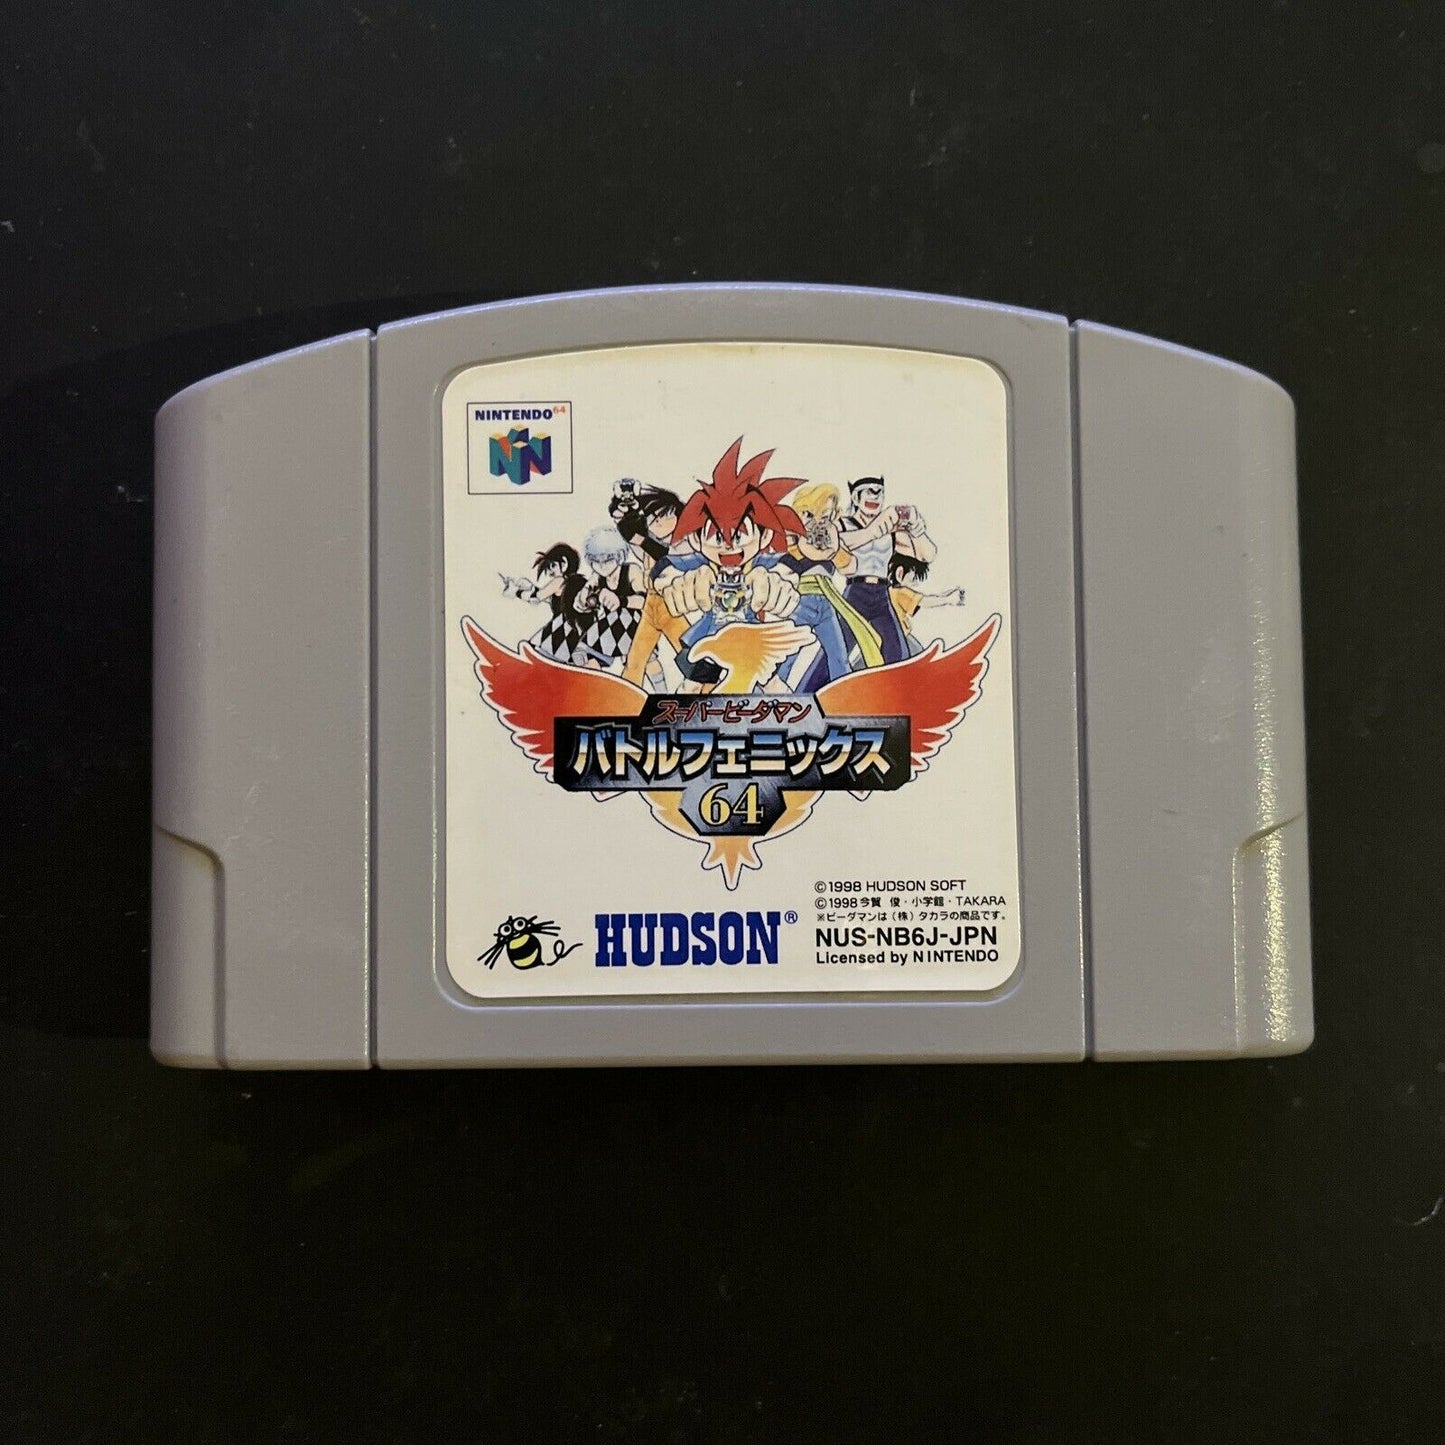 NINTENDO64
スーパービーダマン
バトルフェニックス
64
©1998 HUDSON SOFT
©1998 今賀 俊・小学館・TAKARA
※ビーダマンは(株)タカラの商品です。
HUDSON®
NUS-NB6J-JPN
Licensed by NINTENDO